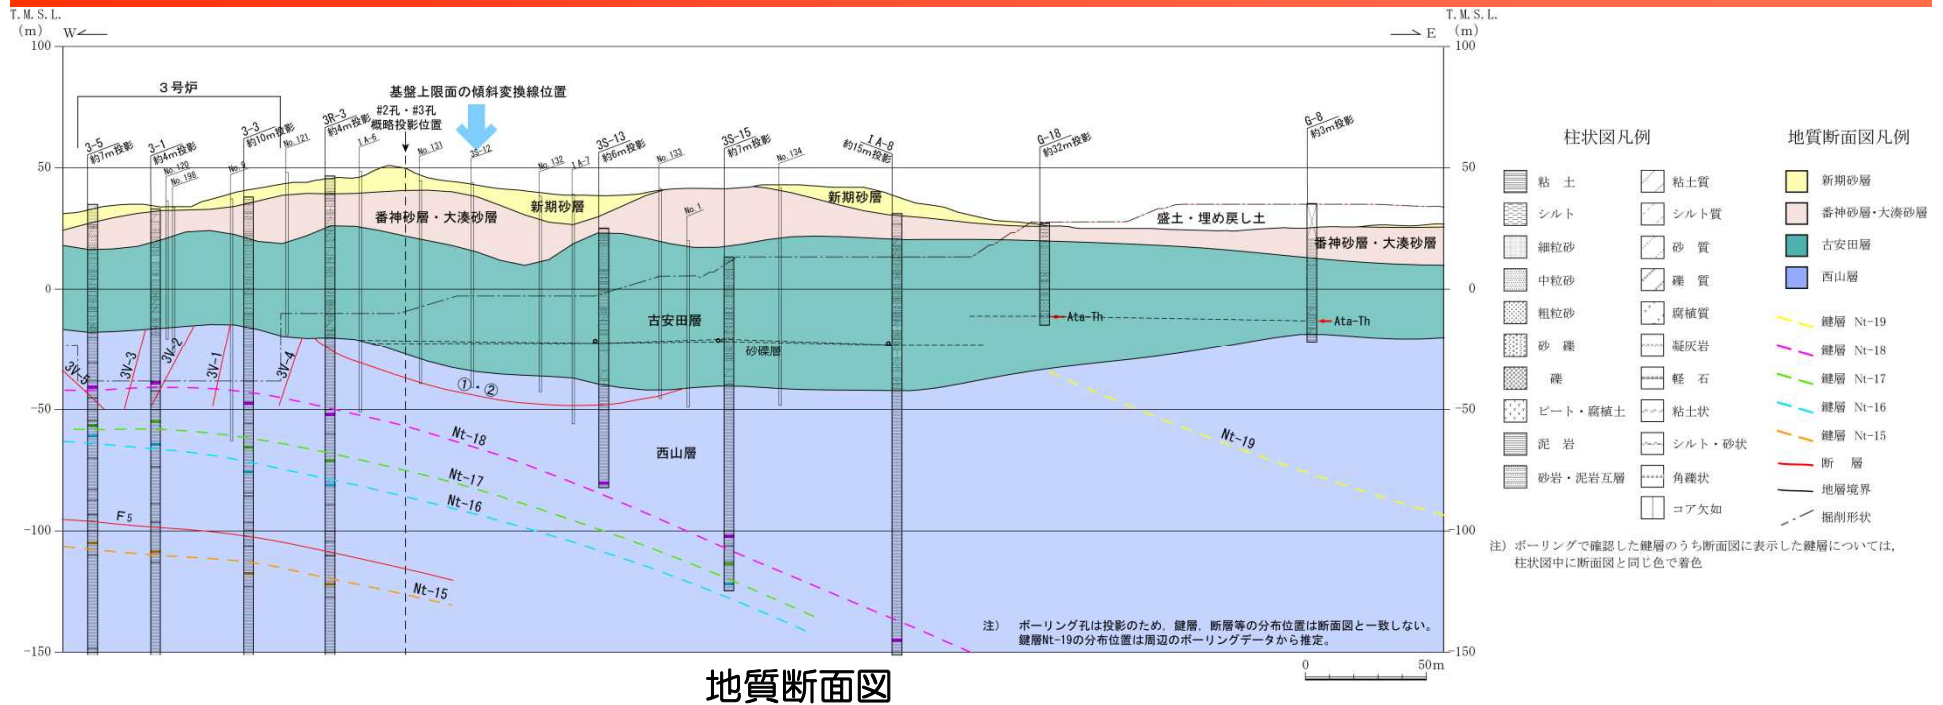 T.M.S.L.
(m)
W
E
T.M.S.L.
(m)
100
50
0
-50
-100
-150
100
50
0
-50
-100
-150
3号炉
基盤上限面の傾斜変換線位置
#2孔・#3孔
概略投影位置
3-5
約7m投影
3-1
約4m投影
No.120
No.198
No.9
3-3
約10m投影
No.121
3R-3
約4m投影
IA-6
No.131
3S-12
No.132
IA-7
3S-13
約6m投影
No.133
No.1
3S-15
約7m投影
No.134
IA-8
約15m投影
G-18
約32m投影
G-8
約3m投影
番神砂層・大湊砂層
新期砂層
新期砂層
盛土・埋め戻し土
番神砂層・大湊砂層
古安田層
砂礫層
Ata-Th
Ata-Th
3V-5
3V-3
3V-2
3V-1
3V-4
①・②
Nt-18
Nt-17
Nt-16
西山層
Nt-19
F5
Nt-15
注) ボーリング孔は投影のため、鍵層、断層等の分布位置は断面図と一致しない。
鍵層Nt-19の分布位置は周辺のボーリングデータから推定。
0
50m
地質断面図
柱状図凡例
粘 土
シルト
細粒砂
中粒砂
粗粒砂
砂 礫
礫
ピート・腐植土
泥 岩
砂岩・泥岩互層
粘土質
シルト質
砂 質
礫 質
腐植質
凝灰岩
軽 石
粘土状
シルト・砂状
角礫状
コア欠如
地質断面図凡例
新期砂層
番神砂層・大湊砂層
古安田層
西山層
鍵層 Nt-19
鍵層 Nt-18
鍵層 Nt-17
鍵層 Nt-16
鍵層 Nt-15
断 層
地層境界
掘削形状
注) ボーリングで確認した鍵層のうち断面図に表示した鍵層については,
柱状図中に断面図と同じ色で着色